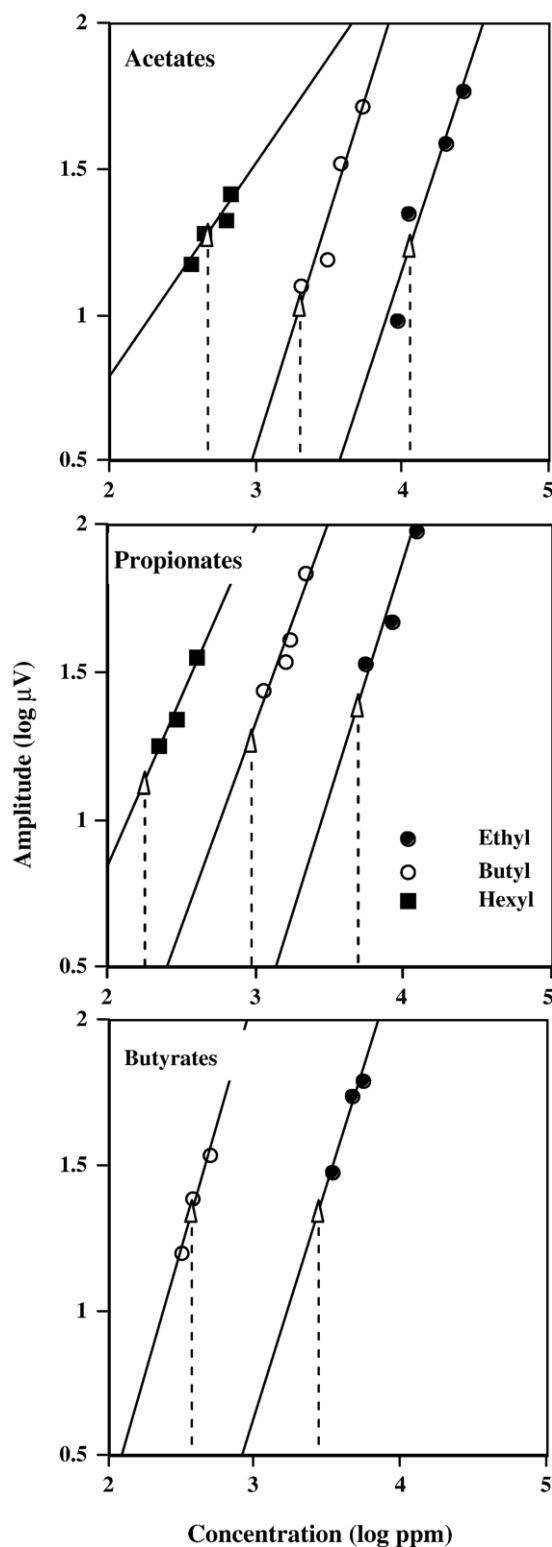 2
Acetates
1.5
1
0.5
2 3 4 5
2
Propionates
1.5
Amplitude (log μV)
1
Ethyl
Butyl
Hexyl
0.5
2 3 4 5
2
Butyrates
1.5
1
0.5
2 3 4 5
Concentration (log ppm)